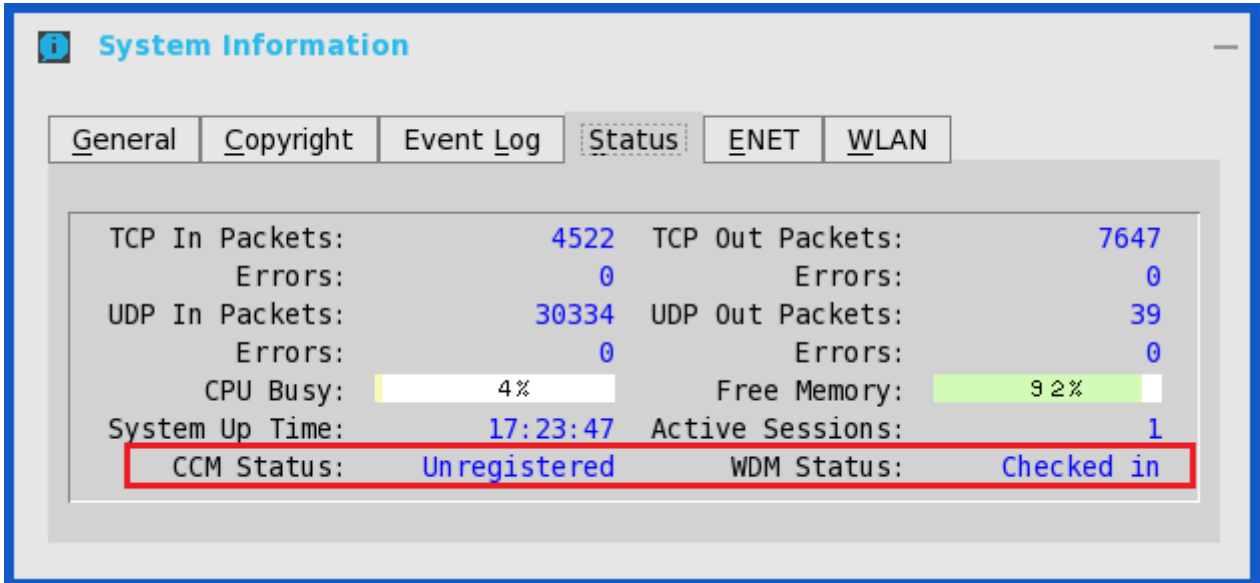 System Information
General Copyright Event Log Status ENET WLAN
TCP In Packets: 4522 TCP Out Packets: 7647
Errors: 0 Errors: 0
UDP In Packets: 30334 UDP Out Packets: 39
Errors: 0 Errors: 0
CPU Busy: 4% Free Memory: 92%
System Up Time: 17:23:47 Active Sessions: 1
CCM Status: Unregistered WDM Status: Checked in